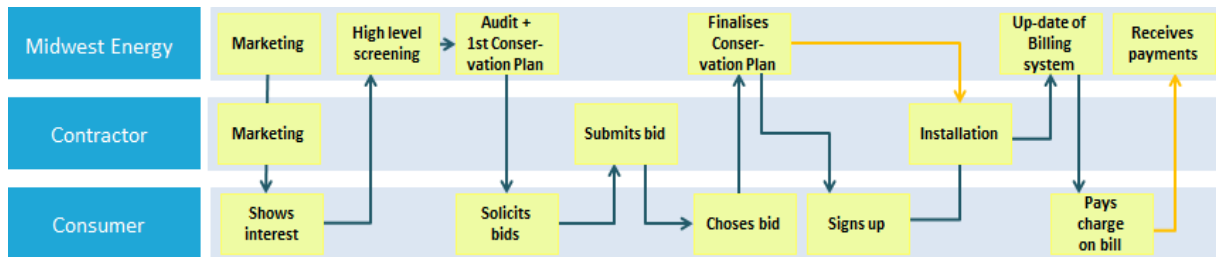 Midwest Energy
Marketing
High level
screening
Audit +
1st Conser-
vation Plan
Finalises
Conser-
vation Plan
Up-date of
Billing
system
Receives
payments
Contractor
Marketing
Submits bid
Installation
Consumer
Shows
interest
Solicits
bids
Choses bid
Signs up
Pays
charge
on bill